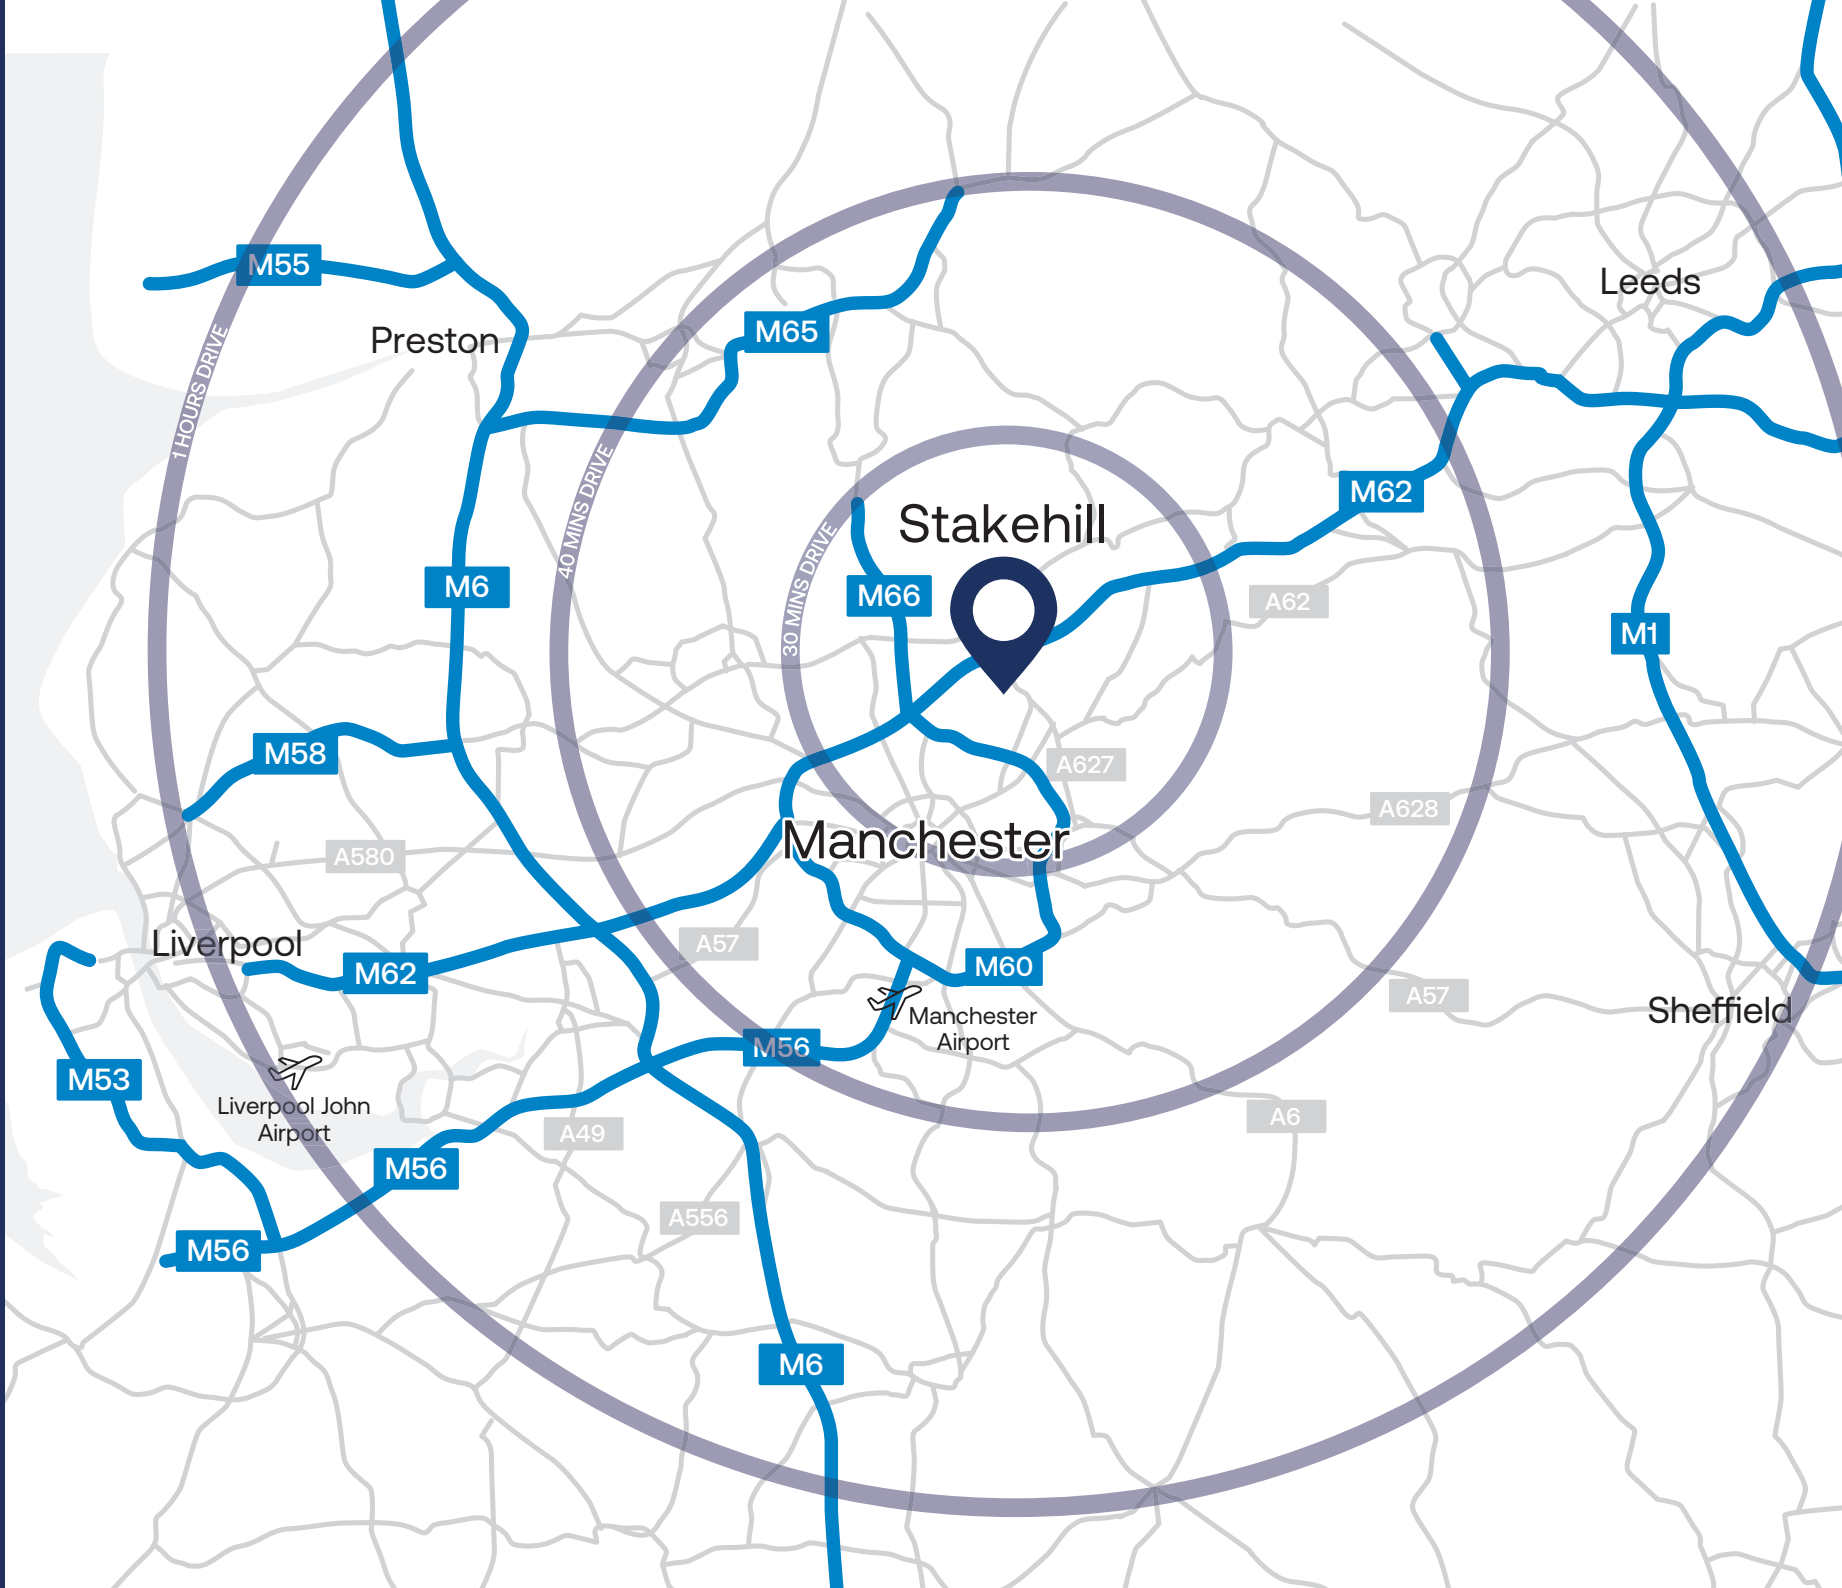 M55
Leeds
Preston
M65
1 HOURS DRIVE
40 MINS DRIVE
30 MINS DRIVE
M62
Stakehill
M6
M66
A62
M1
M58
A627
A628
Manchester
A580
Liverpool
A57
M62
M60
A57
Sheffield
Manchester
Airport
M56
M53
Liverpool John
Airport
A6
A49
M56
A556
M56
M6